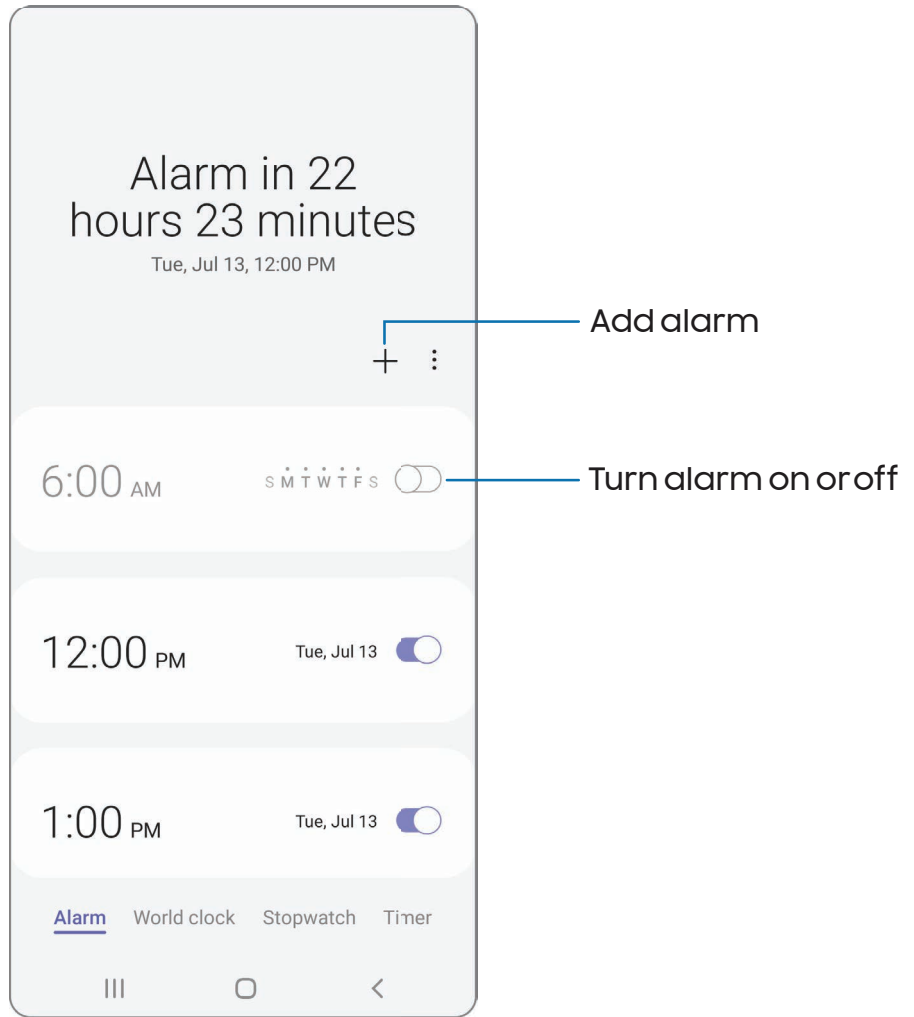 Alarm in 22
hours 23 minutes
Tue, Jul 13, 12:00 PM
Add alarm
6:00 AM S M T W T F S
Turn alarm on or off
12:00 PM Tue, Jul 13
1:00 PM Tue, Jul 13
Alarm World clock Stopwatch Timer